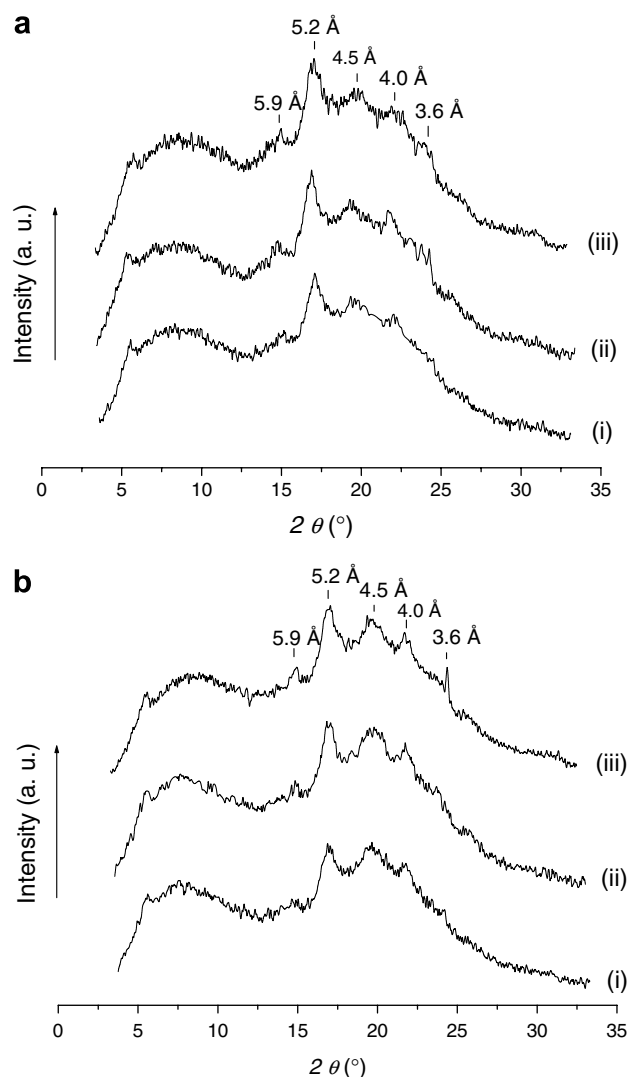 a
5.2 Å
4.5 Å
5.9 Å
4.0 Å
3.6 Å
Intensity (a. u.)
(iii)
(ii)
(i)
0 5 10 15 20 25 30 35
2 θ (°)
b
5.2 Å
4.5 Å
5.9 Å
4.0 Å
3.6 Å
Intensity (a. u.)
(iii)
(ii)
(i)
0 5 10 15 20 25 30 35
2 θ (°)